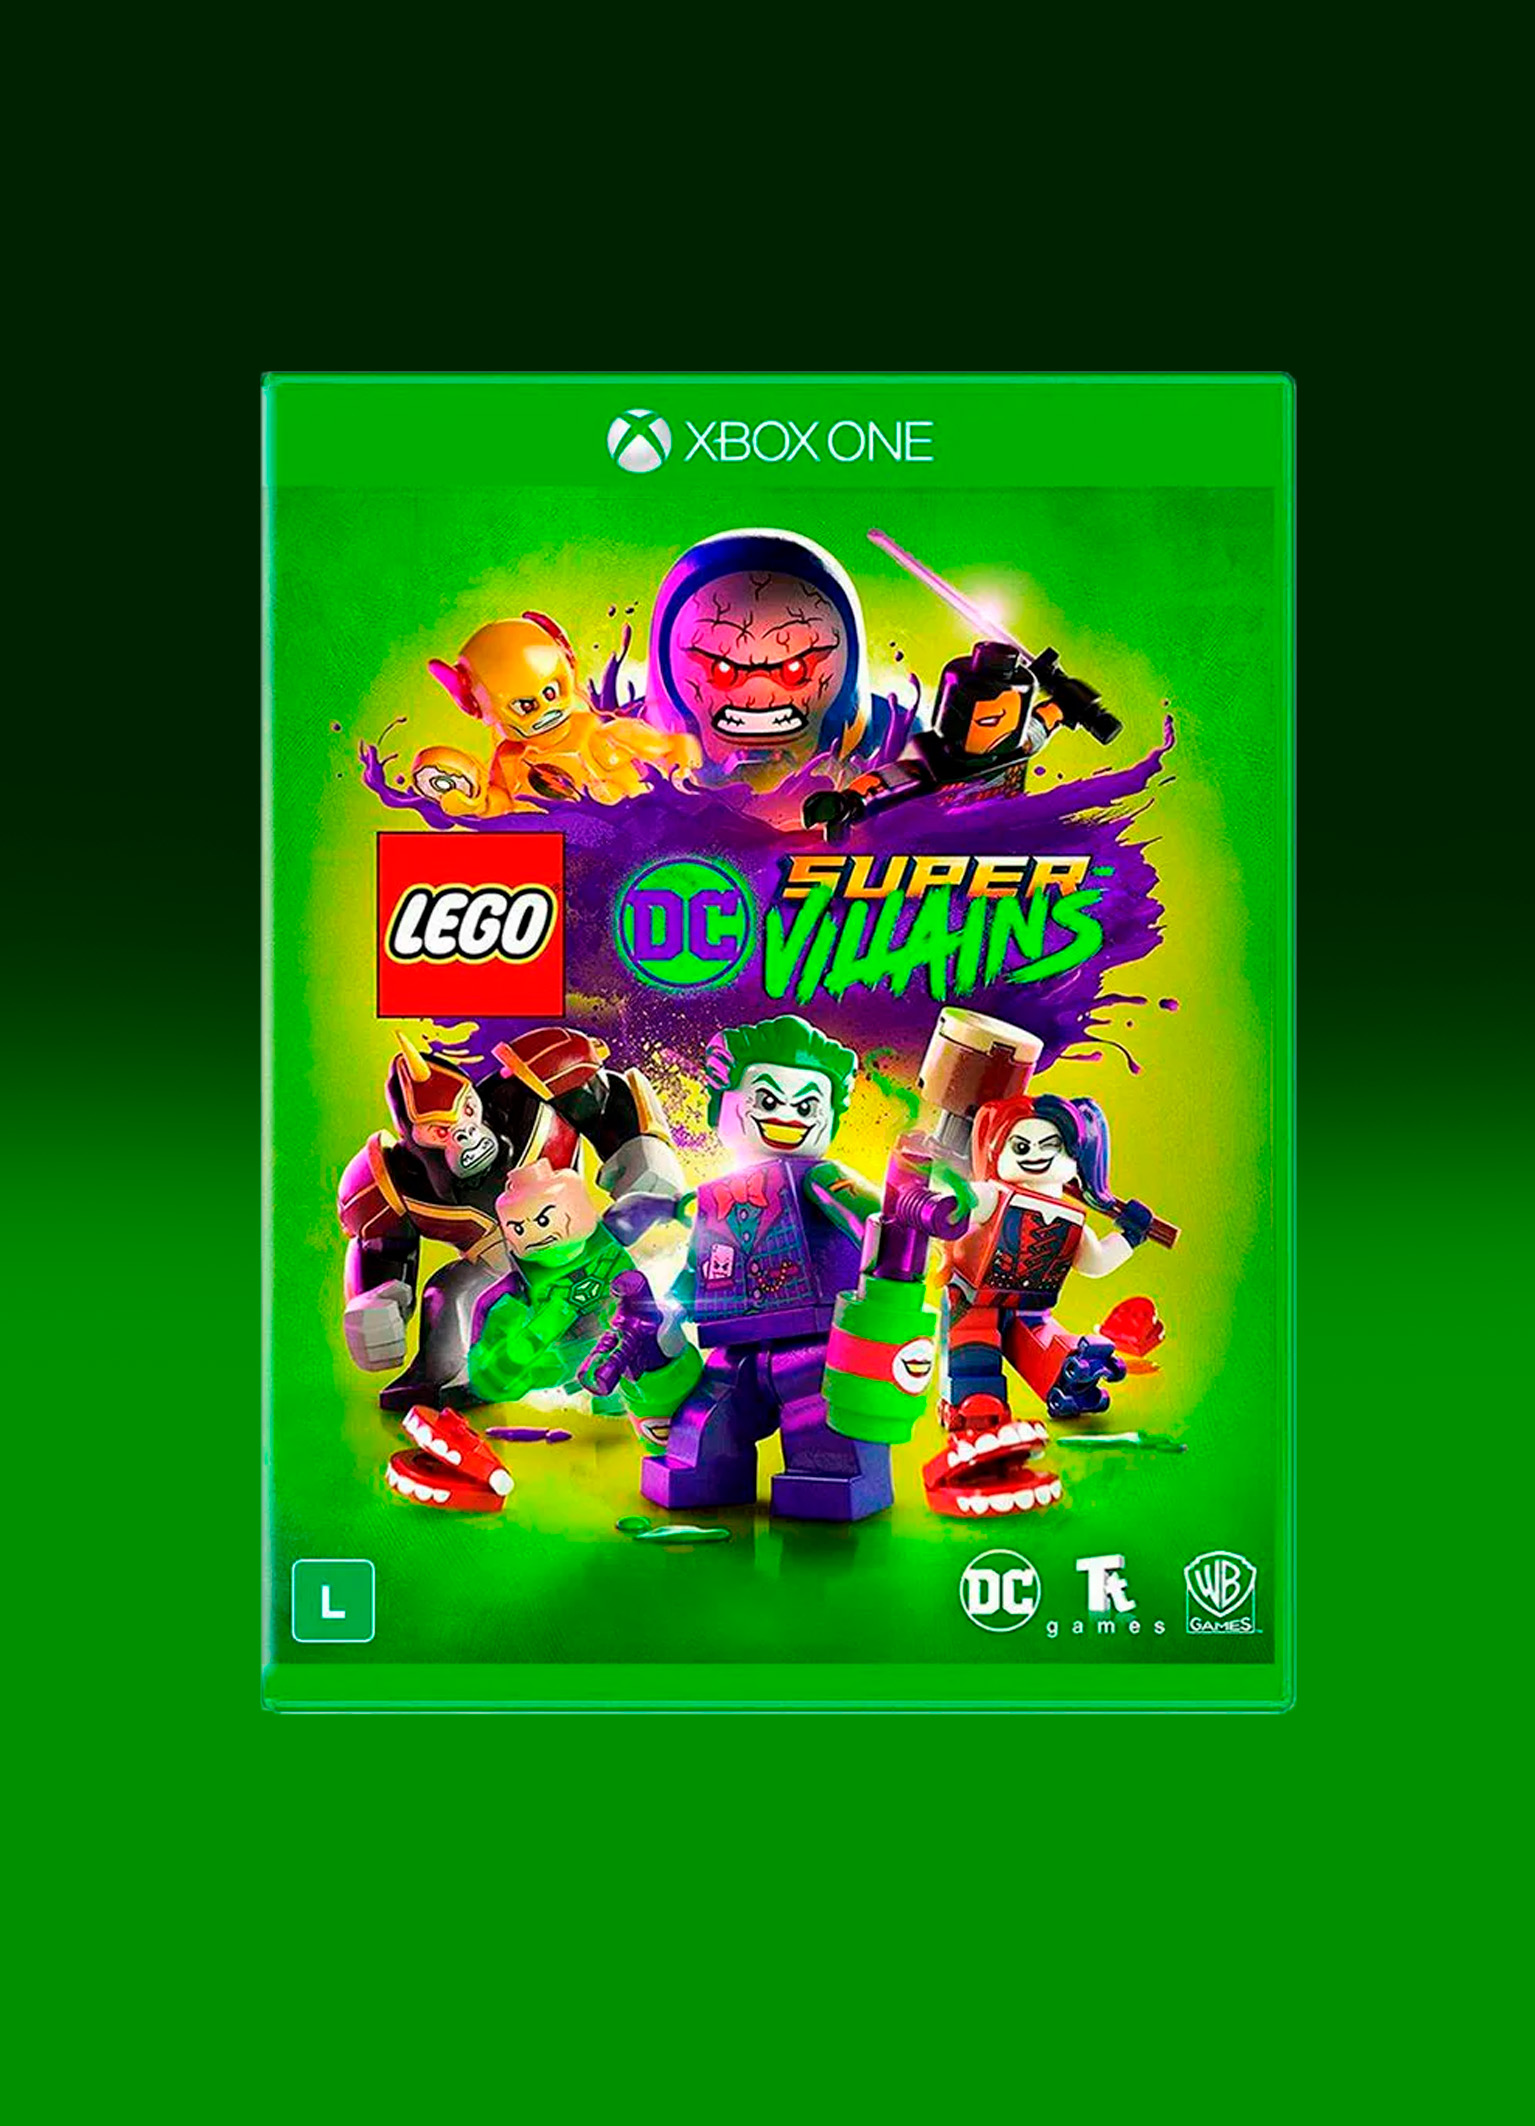 XBOX ONE
LEGO DC SUPER-
VILLAINS
L
DC Tt WB
games GAMES